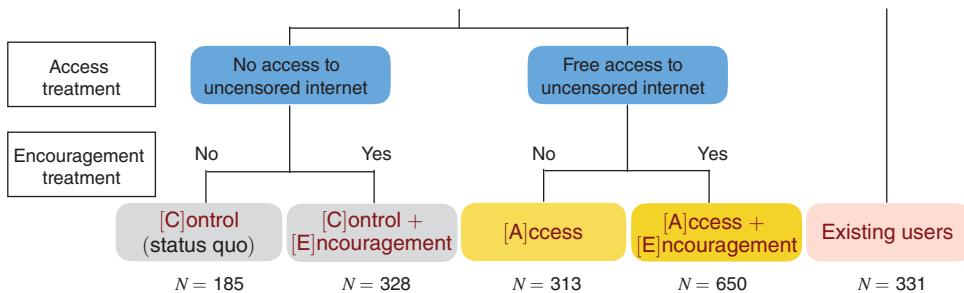 Access
treatment
No access to
uncensored internet
Free access to
uncensored internet
Encouragement
treatment
No
Yes
No
Yes
[C]ontrol
(status quo)
[C]ontrol +
[E]ncouragement
[A]ccess
[A]ccess +
[E]ncouragement
Existing users
N = 185
N = 328
N = 313
N = 650
N = 331